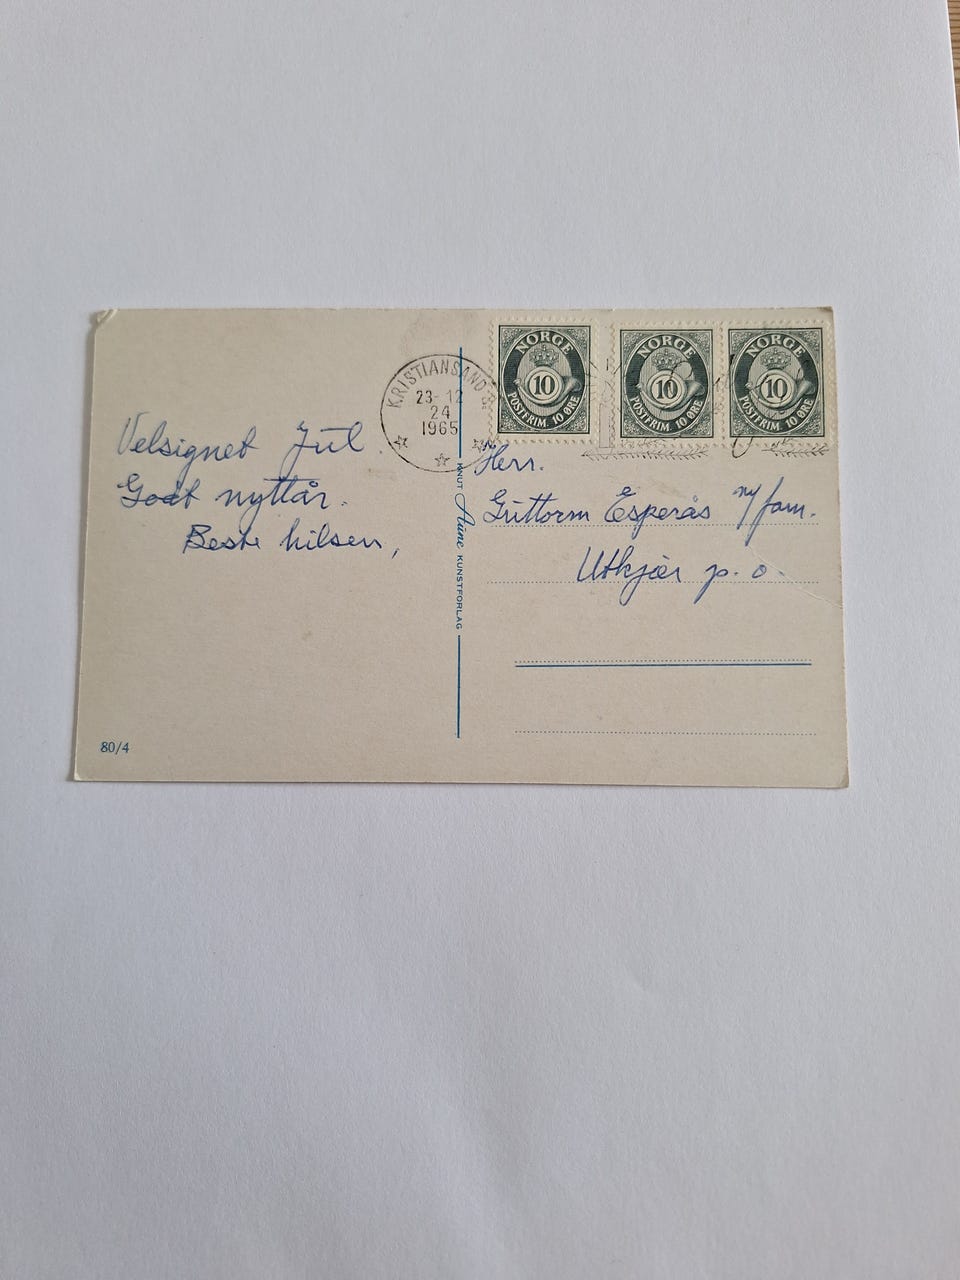 Velsignet Jul.
Godt nyttår.
Beste hilsen,
80/4
KRISTIANSAND S
23-12
24
1965
KNUT Aune KUNSTFORLAG
NORGE
10
POSTFRIM. 10 ØRE
NORGE
10
POSTFRIM. 10 ØRE
NORGE
10
POSTFRIM. 10 ØRE
Herr.
Guttorm Esperås m/fam.
Utkjær p.o.